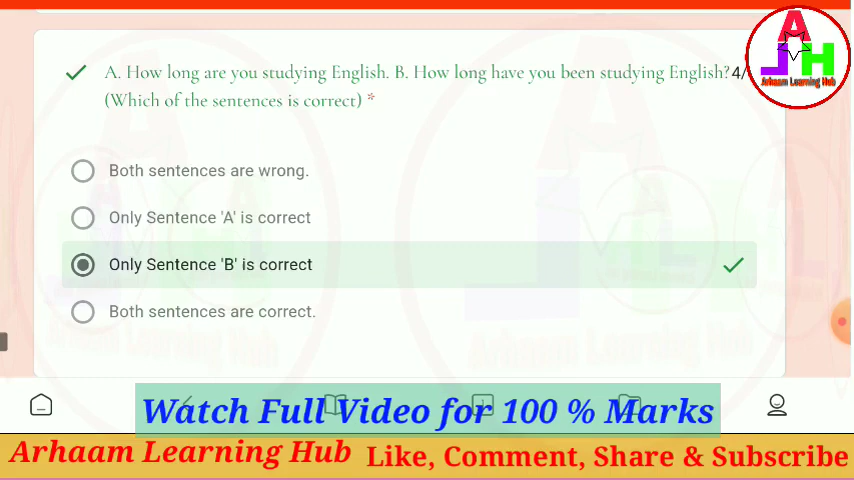 A. How long are you studying English. B. How long have you been studying English? 4/
(Which of the sentences is correct) *
Both sentences are wrong.
Only Sentence 'A' is correct
Only Sentence 'B' is correct
Both sentences are correct.
Watch Full Video for 100 % Marks
Arhaam Learning Hub Like, Comment, Share & Subscribe
A
J H
Arhaam Learning Hub